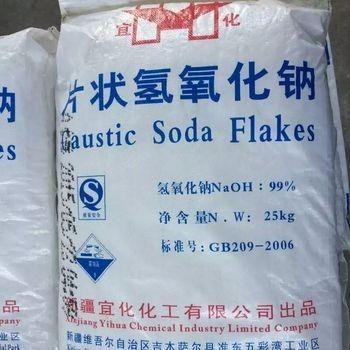 宜 化
片状氢氧化钠
Caustic Soda Flakes
氢氧化钠NaOH：99%
净含量N. W： 25kg
标准号：GB209-2006
新疆宜化化工有限公司出品
Xinjiang Yihua Chemical Industry Limited Company
新疆维吾尔自治区吉木萨尔县准东五彩湾工业区